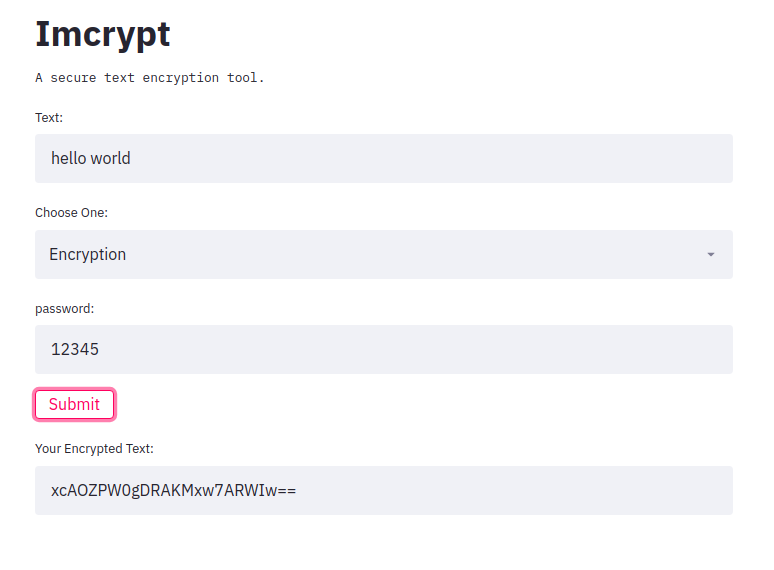 Imcrypt
A secure text encryption tool.
Text:
hello world
Choose One:
Encryption
password:
12345
Submit
Your Encrypted Text:
xcAOZPW0gDRAKMxw7ARWIw==